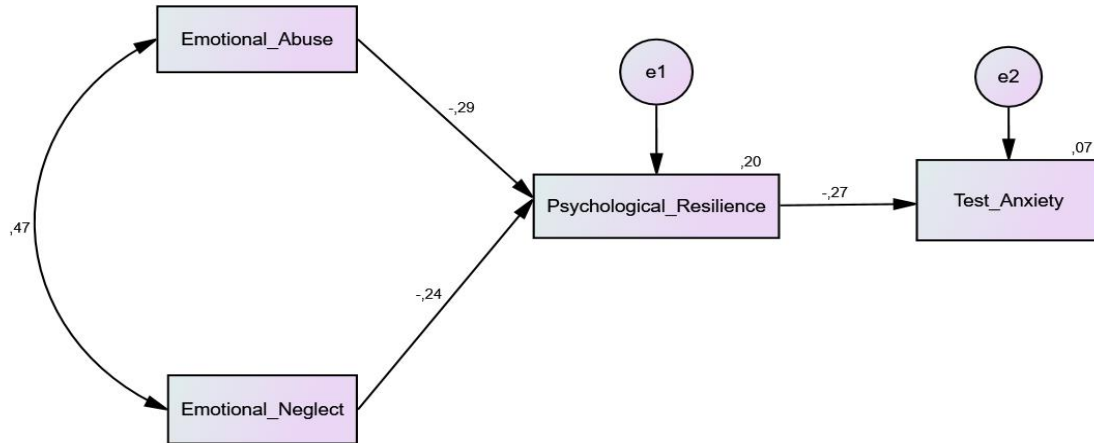 Emotional_Abuse
e1
e2
-,29
,20
,07
Psychological_Resilience
-,27
Test_Anxiety
,47
-,24
Emotional_Neglect